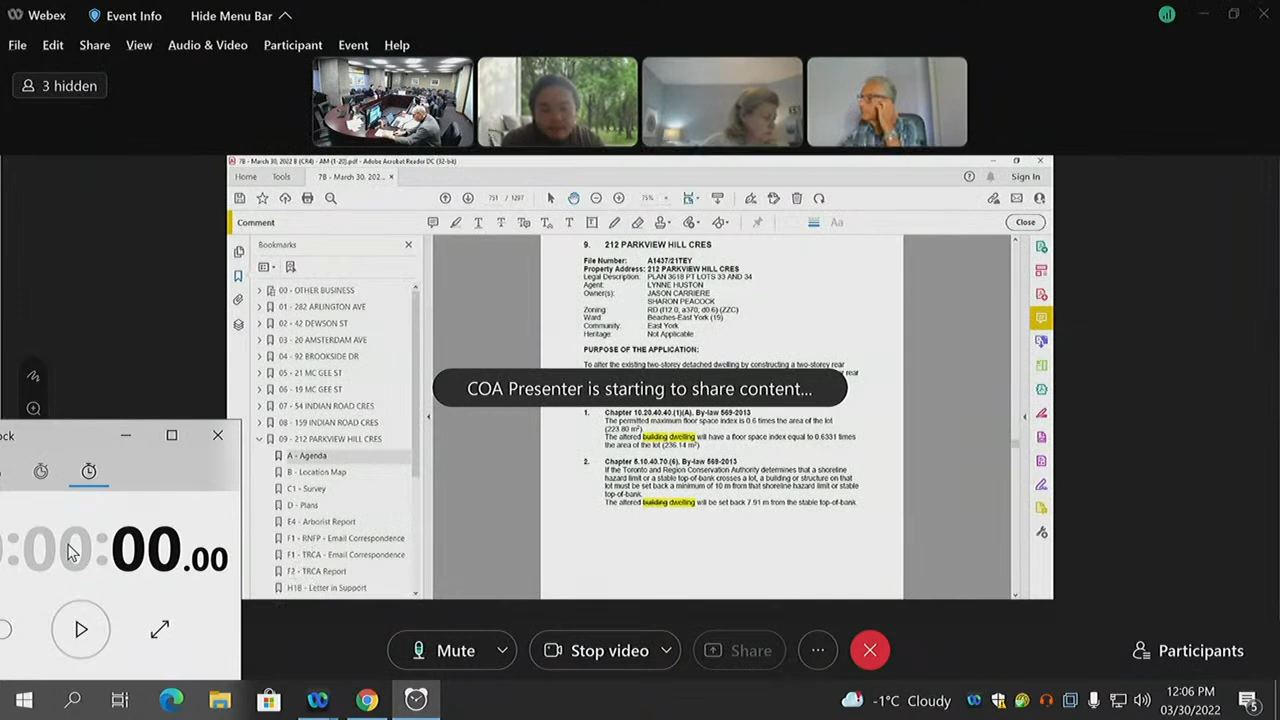 Webex
Event Info
Hide Menu Bar
File Edit Share View Audio & Video Participant Event Help
3 hidden
7B - March 30, 2022 B (CR4) - AM (1-20).pdf - Adobe Acrobat Reader DC (32-bit)
Home Tools 7B - March 30, 202... × Sign In
751 / 1297 75%
Comment Close
Bookmarks
00 - OTHER BUSINESS
01 - 282 ARLINGTON AVE
02 - 42 DEWSON ST
03 - 20 AMSTERDAM AVE
04 - 92 BROOKSIDE DR
05 - 21 MC GEE ST
06 - 19 MC GEE ST
07 - 54 INDIAN ROAD CRES
08 - 159 INDIAN ROAD CRES
09 - 212 PARKVIEW HILL CRES
A - Agenda
B - Location Map
C1 - Survey
D - Plans
E4 - Arborist Report
F1 - RNFP - Email Correspondence
F1 - TRCA - Email Correspondence
F2 - TRCA Report
H1B - Letter in Support
9. 212 PARKVIEW HILL CRES
File Number: A1437/21TEY
Property Address: 212 PARKVIEW HILL CRES
Legal Description: PLAN 3618 PT LOTS 33 AND 34
Agent: LYNNE HUSTON
Owner(s): JASON CARRIERE
SHARON PEACOCK
Zoning: RD (f12.0, a370, d0.6) (ZZC)
Ward: Beaches-East York (19)
Community: East York
Heritage: Not Applicable
PURPOSE OF THE APPLICATION:
To alter the existing two-storey detached dwelling by constructing a two-storey rear
COA Presenter is starting to share content...
1. Chapter 10.20.40.40.(1)(A), By-law 569-2013
The permitted maximum floor space index is 0.6 times the area of the lot
(223.80 m²).
The altered building dwelling will have a floor space index equal to 0.6331 times
the area of the lot (236.14 m²).
2. Chapter 5.10.40.70.(6), By-law 569-2013
If the Toronto and Region Conservation Authority determines that a shoreline
hazard limit or a stable top-of-bank crosses a lot, a building or structure on that
lot must be set back a minimum of 10 m from that shoreline hazard limit or stable
top-of-bank.
The altered building dwelling will be set back 7.91 m from the stable top-of-bank.
ock
:00:00.00
Mute
Stop video
Share
Participants
-1°C Cloudy
12:06 PM
03/30/2022
5